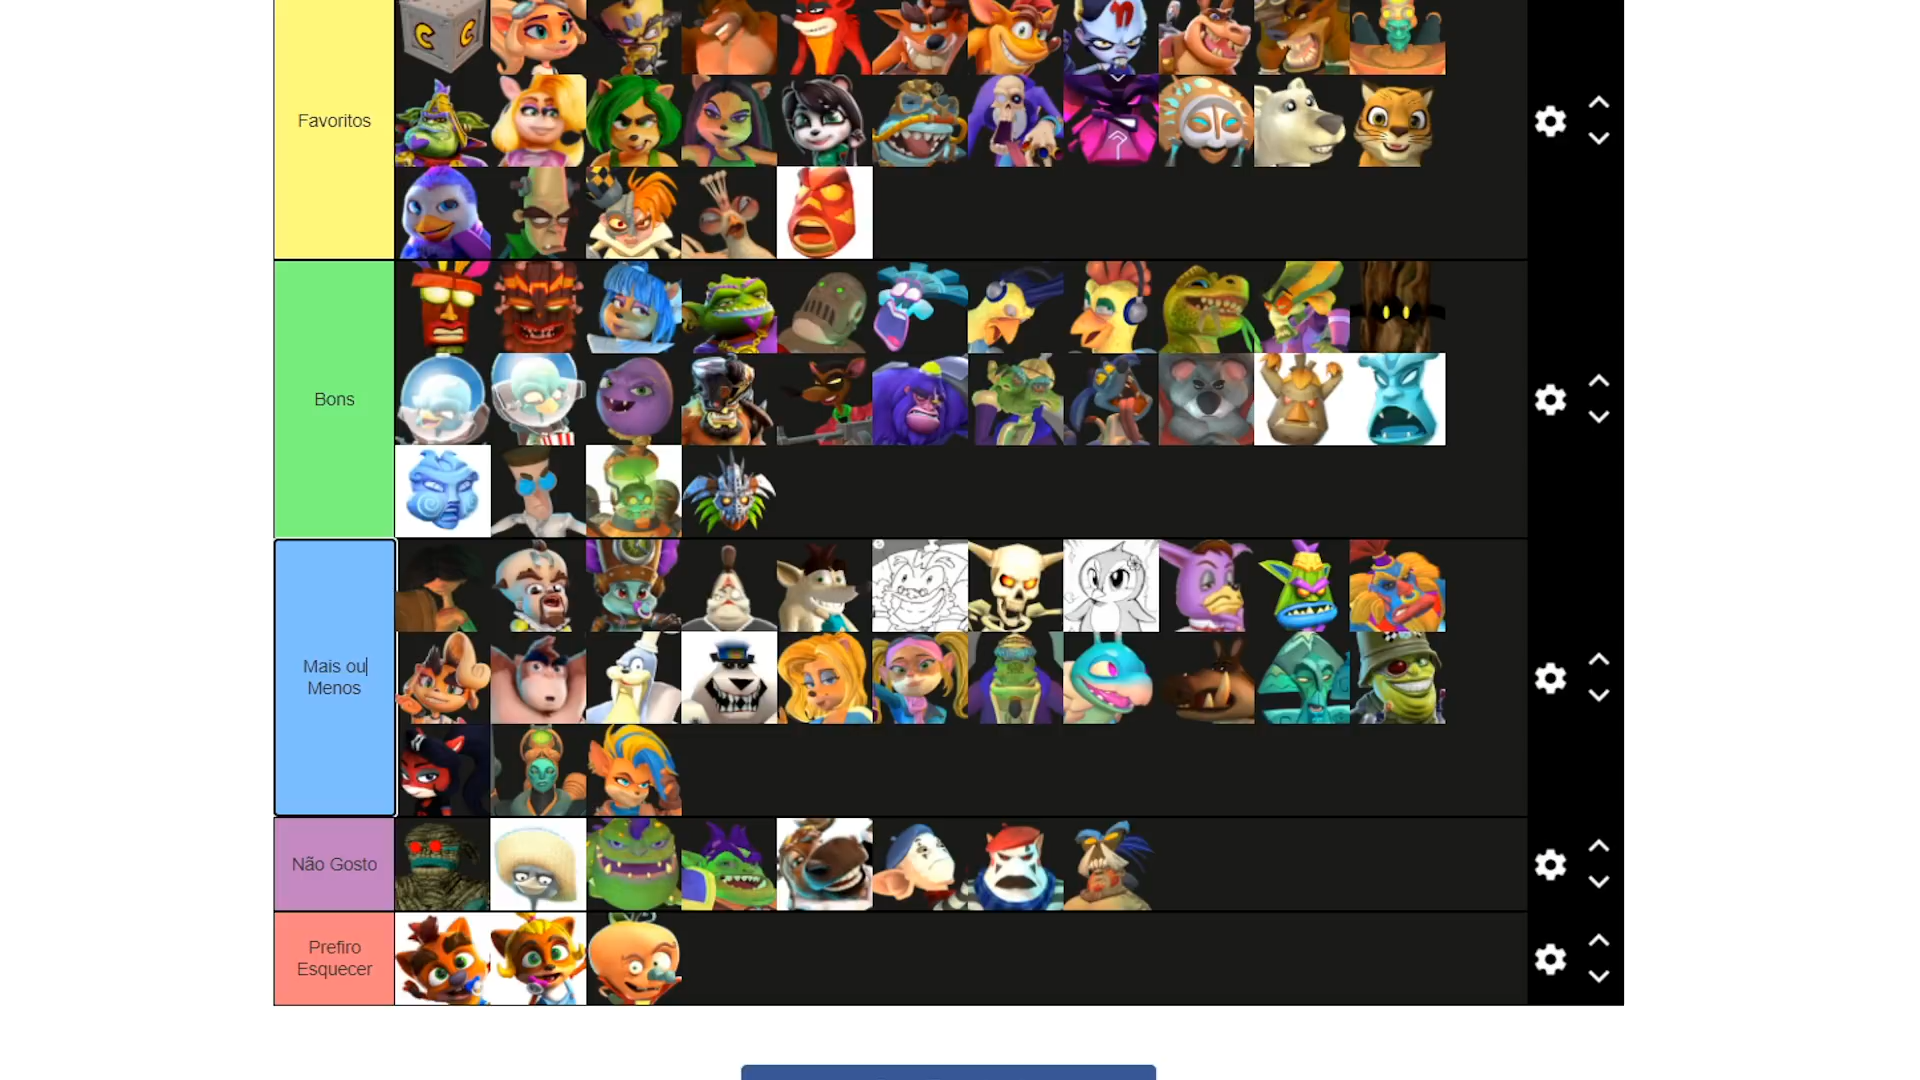 Favoritos
Bons
Mais ou
Menos
Não Gosto
Prefiro
Esquecer